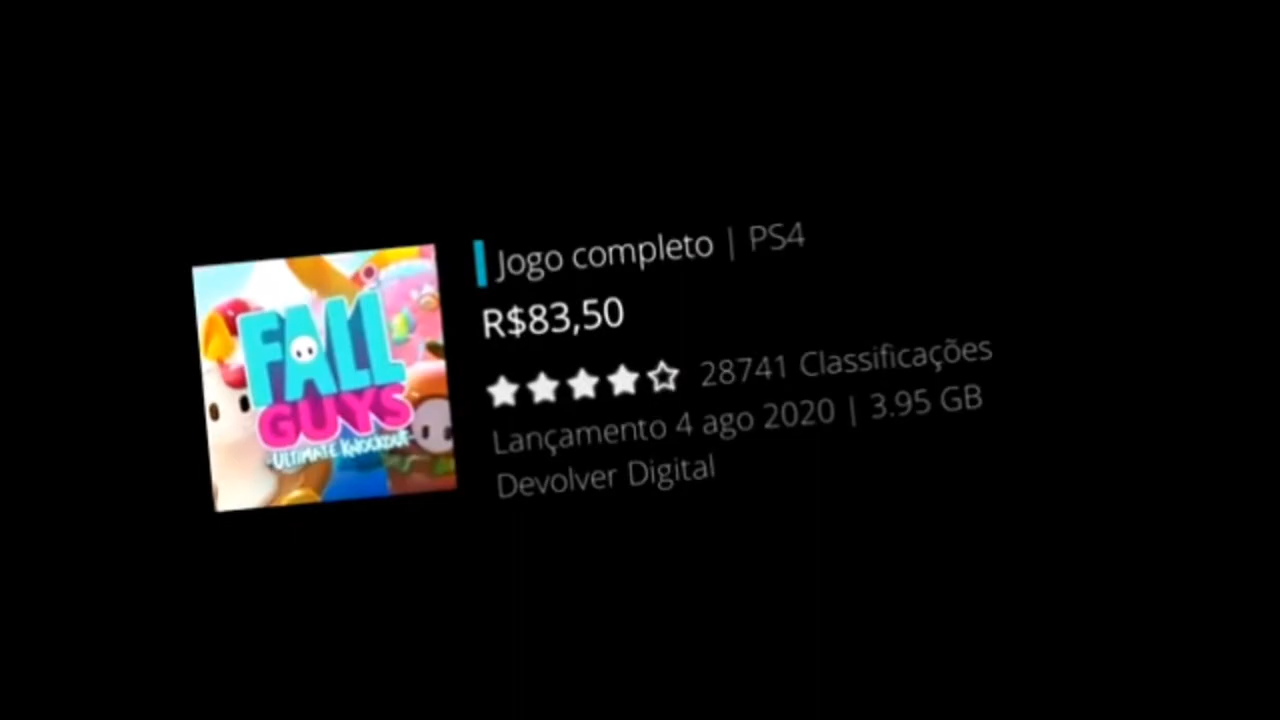 FALL
GUYS
ULTIMATE KNOCKOUT
Jogo completo | PS4
R$83,50
28741 Classificações
Lançamento 4 ago 2020 | 3.95 GB
Devolver Digital